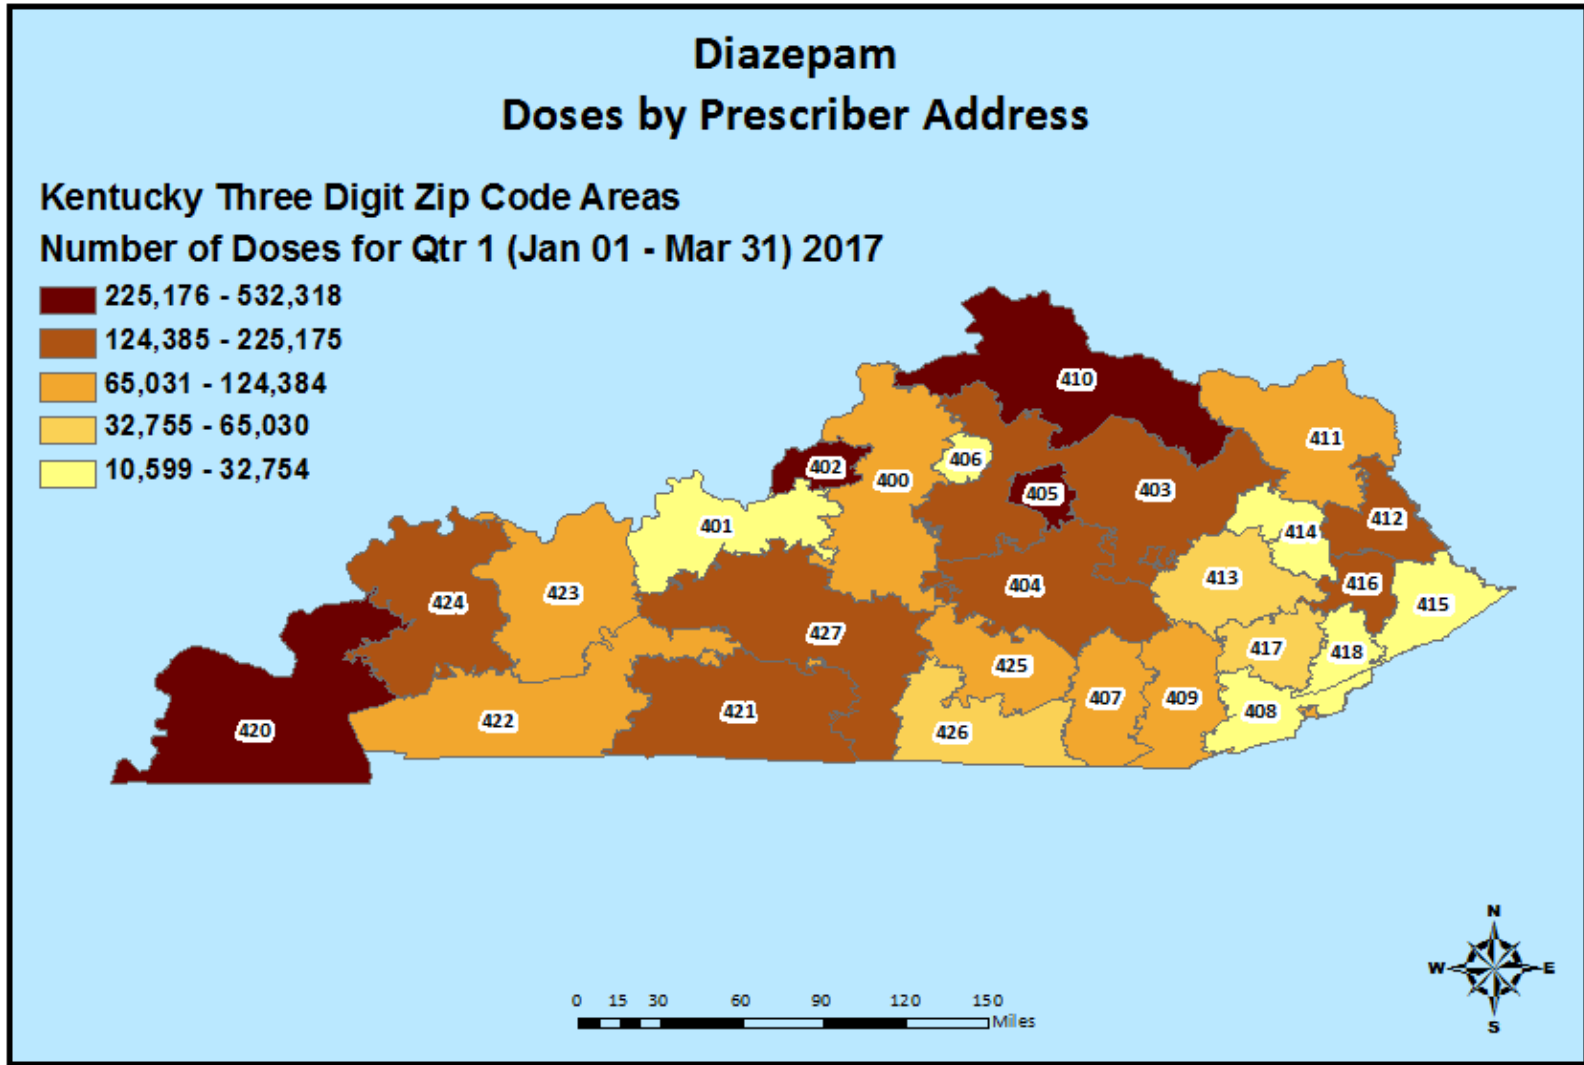 Diazepam
Doses by Prescriber Address
Kentucky Three Digit Zip Code Areas
Number of Doses for Qtr 1 (Jan 01 - Mar 31) 2017
225,176 - 532,318
124,385 - 225,175
65,031 - 124,384
32,755 - 65,030
10,599 - 32,754
410
411
406
402
400
405
403
401
412
414
413
416
415
404
423
424
427
417
418
425
407
409
408
421
422
426
420
N
W E
S
0 15 30 60 90 120 150
Miles